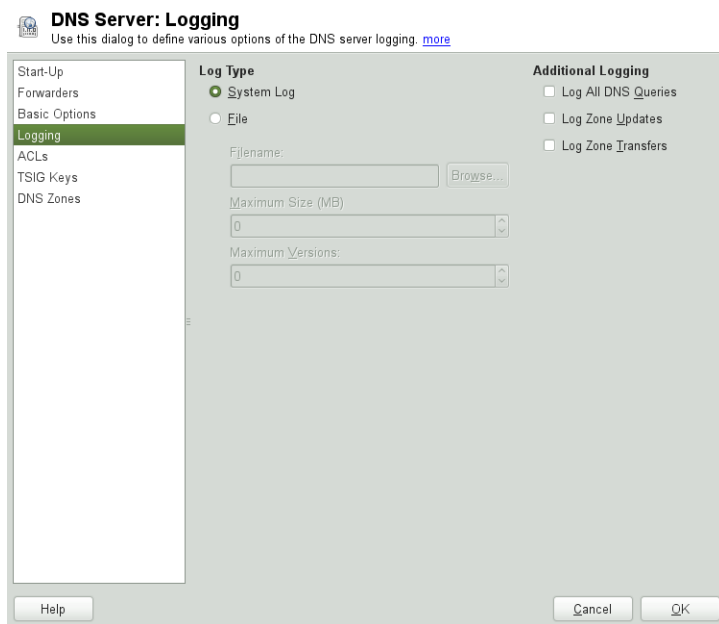 DNS Server: Logging
Use this dialog to define various options of the DNS server logging. more
Start-Up
Forwarders
Basic Options
Logging
ACLs
TSIG Keys
DNS Zones
Log Type
System Log
File
Filename:
Browse...
Maximum Size (MB)
0
Maximum Versions:
0
Additional Logging
Log All DNS Queries
Log Zone Updates
Log Zone Transfers
Help
Cancel
OK